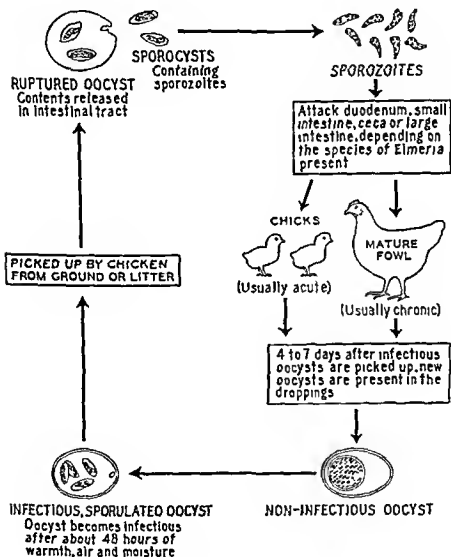 RUPTURED OOCYST
Contents released
in intestinal tract
SPOROCYSTS
Containing
sporozoites
SPOROZOITES
Attack duodenum, small
intestine, ceca or large
intestine, depending on
the species of Elmeria
present
CHICKS
(Usually acute)
MATURE
FOWL
(Usually chronic)
4 to 7 days after infectious
oocysts are picked up, new
oocysts are present in the
droppings
NON-INFECTIOUS OOCYST
INFECTIOUS, SPORULATED OOCYST
Oocyst becomes infectious
after about 48 hours of
warmth, air and moisture
PICKED UP BY CHICKEN
FROM GROUND OR LITTER